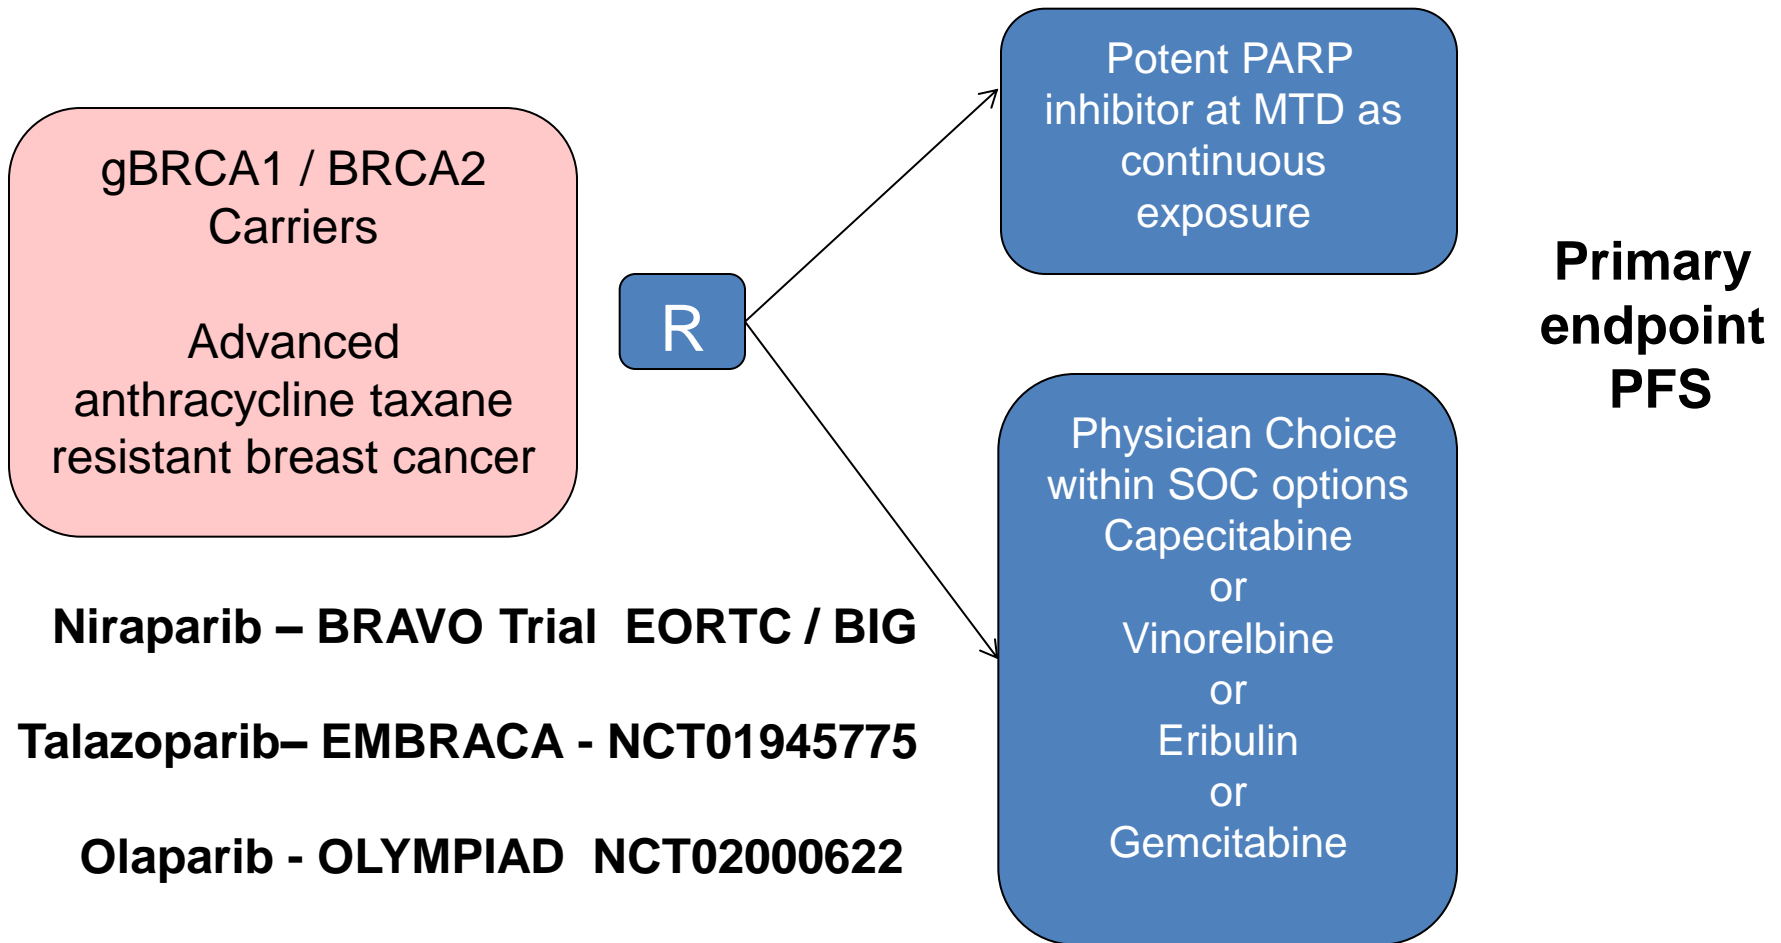 gBRCA1 / BRCA2
Carriers
Advanced
anthracycline taxane
resistant breast cancer
R
Potent PARP
inhibitor at MTD as
continuous
exposure
Physician Choice
within SOC options
Capecitabine
or
Vinorelbine
or
Eribulin
or
Gemcitabine
Primary
endpoint
PFS
Niraparib – BRAVO Trial EORTC / BIG
Talazoparib– EMBRACA - NCT01945775
Olaparib - OLYMPIAD NCT02000622